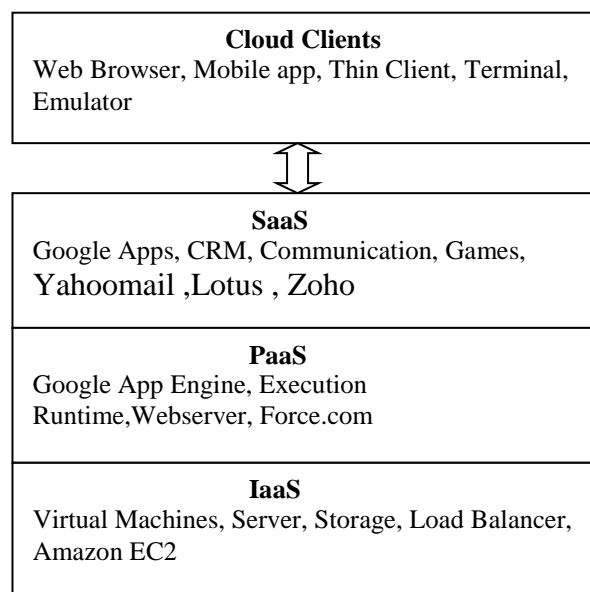 Cloud Clients
Web Browser, Mobile app, Thin Client, Terminal,
Emulator
SaaS
Google Apps, CRM, Communication, Games,
Yahoomail ,Lotus , Zoho
PaaS
Google App Engine, Execution
Runtime,Webserver, Force.com
IaaS
Virtual Machines, Server, Storage, Load Balancer,
Amazon EC2